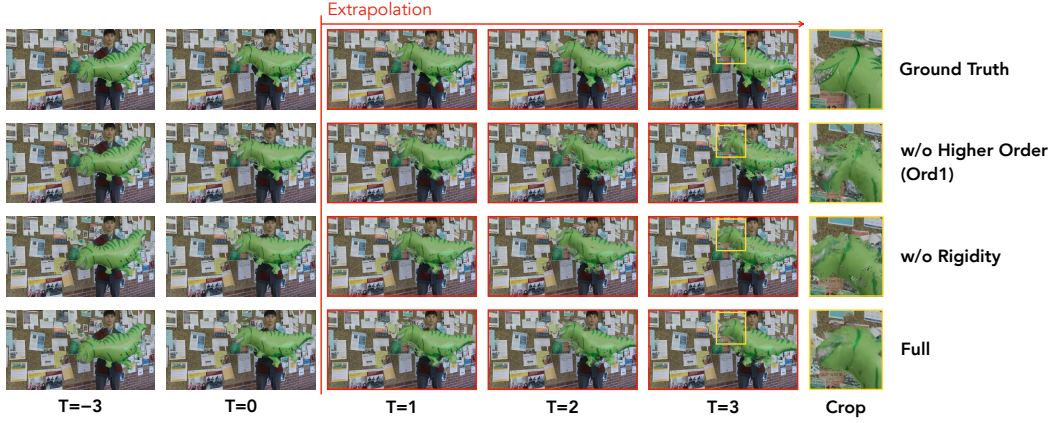 Extrapolation
Ground Truth
w/o Higher Order
(Ord1)
w/o Rigidity
Full
T=−3
T=0
T=1
T=2
T=3
Crop